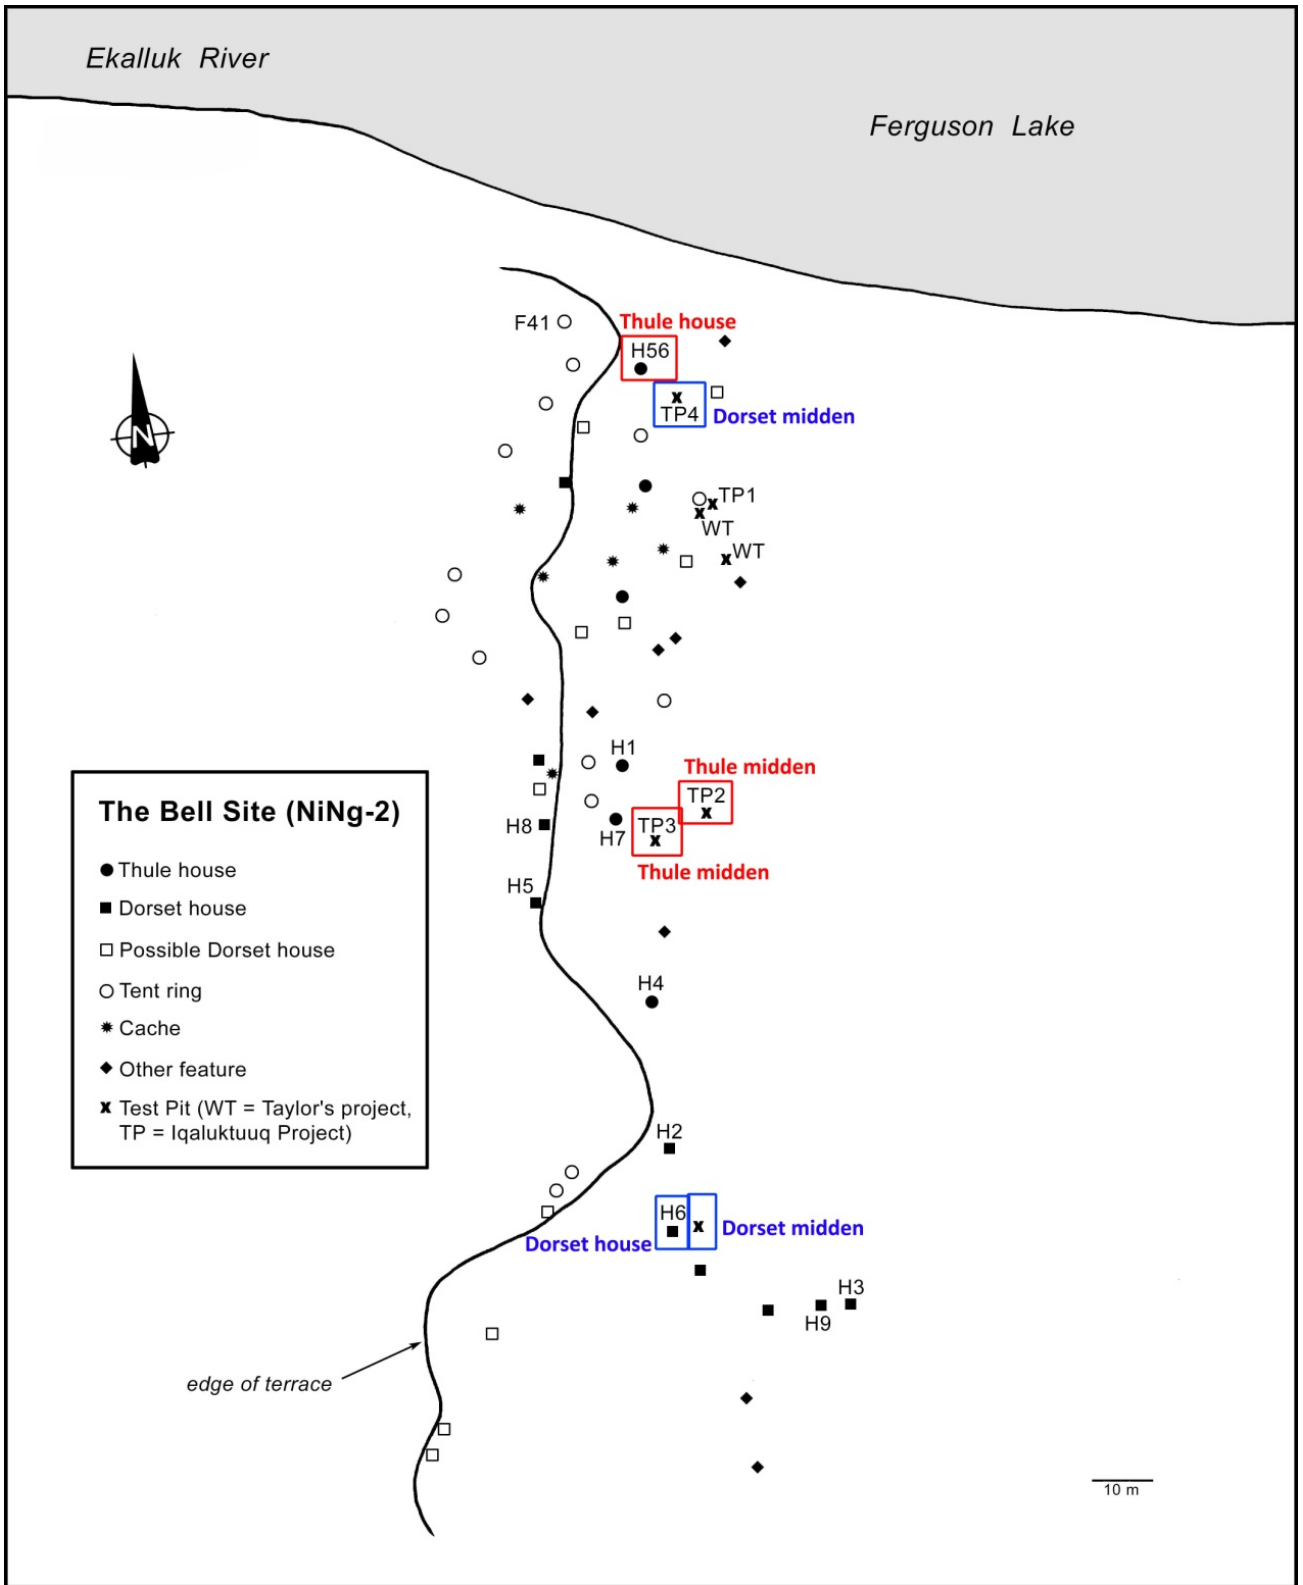 Ekalluk River
Ferguson Lake
F41
Thule house
H56
TP4
Dorset midden
TP1
WT
WT
N
H1
Thule midden
TP2
TP3
H7
Thule midden
H8
H5
The Bell Site (NiNg-2)
Thule house
Dorset house
Possible Dorset house
Tent ring
Cache
Other feature
Test Pit (WT = Taylor's project,
TP = Iqaluktuuq Project)
H4
H2
H6
Dorset midden
Dorset house
H3
H9
edge of terrace
10 m